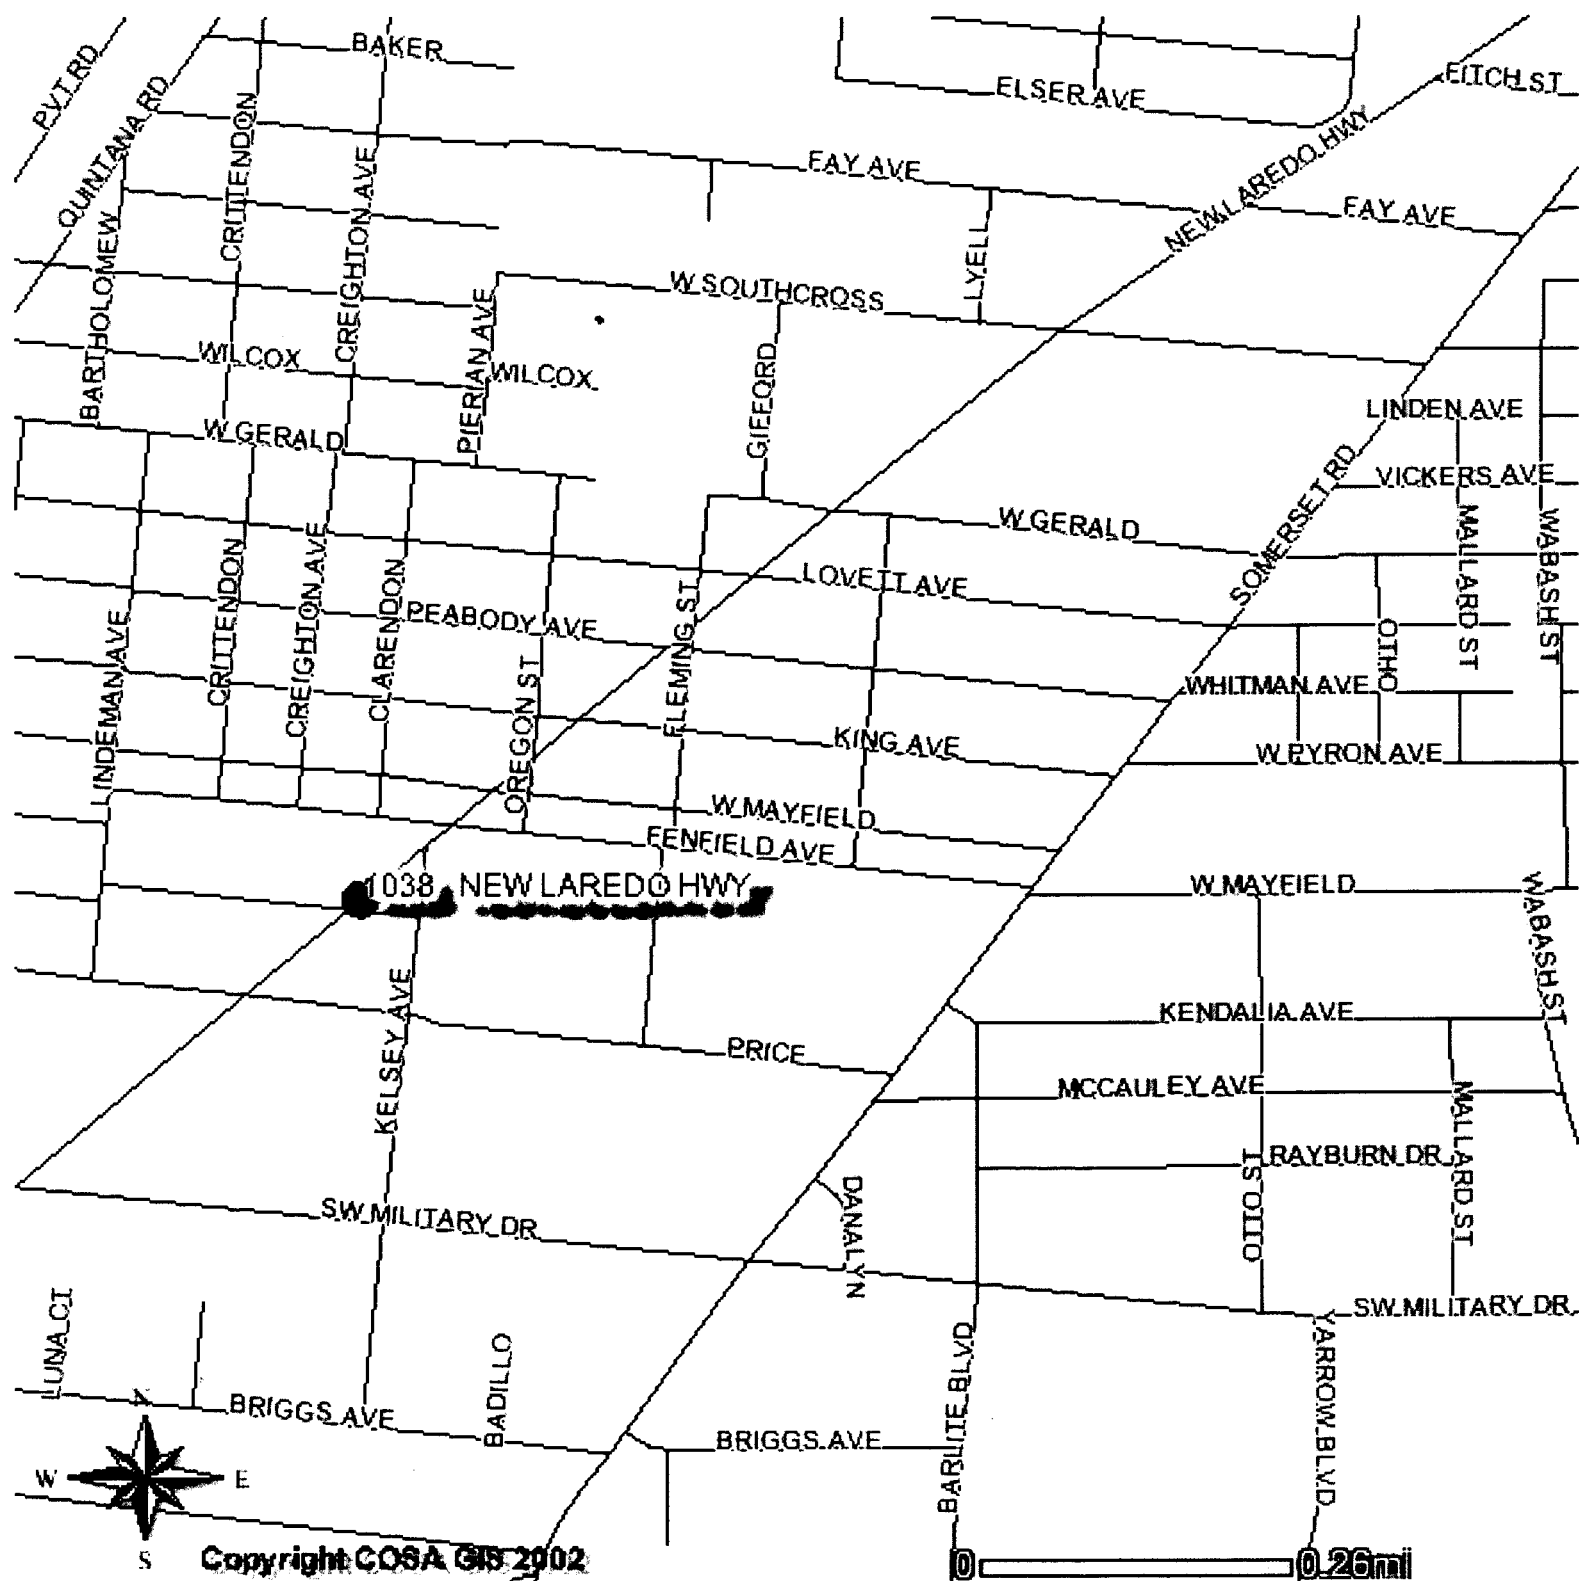 BAKER
PVT RD
QUINTANA RD
CRITTENDON
CREIGHTON AVE
ELSER AVE
FITCH ST
NEW LAREDO HWY
FAY AVE
FAY AVE
BARTHOLOMEW
LYELL
W SOUTHCROSS
PIERIAN AVE
WILCOX
WILCOX
GIFFORD
LINDEN AVE
W GERALD
VICKERS AVE
SOMERSET RD
MALLARD ST
WABASH ST
W GERALD
LOVETT AVE
CRITTENDON
CREIGHTON AVE
CLARENDON
PEABODY AVE
FLEMING ST
OTHO
LINDEMAN AVE
OREGON ST
WHITMAN AVE
KING AVE
W PYRON AVE
W MAYFIELD
FENFIELD AVE
1038 NEW LAREDO HWY
W MAYFIELD
WABASH ST
KELSEY AVE
KENDALIA AVE
PRICE
MCCAULEY AVE
MALLARD ST
RAYBURN DR
OTTO ST
DANALYN
SW MILITARY DR
SW MILITARY DR
LUNA CT
BADILLO
BARLITE BLVD
YARROW BLVD
BRIGGS AVE
BRIGGS AVE
N
W E
S
Copyright COSA GIS 2002
0 0.26mi